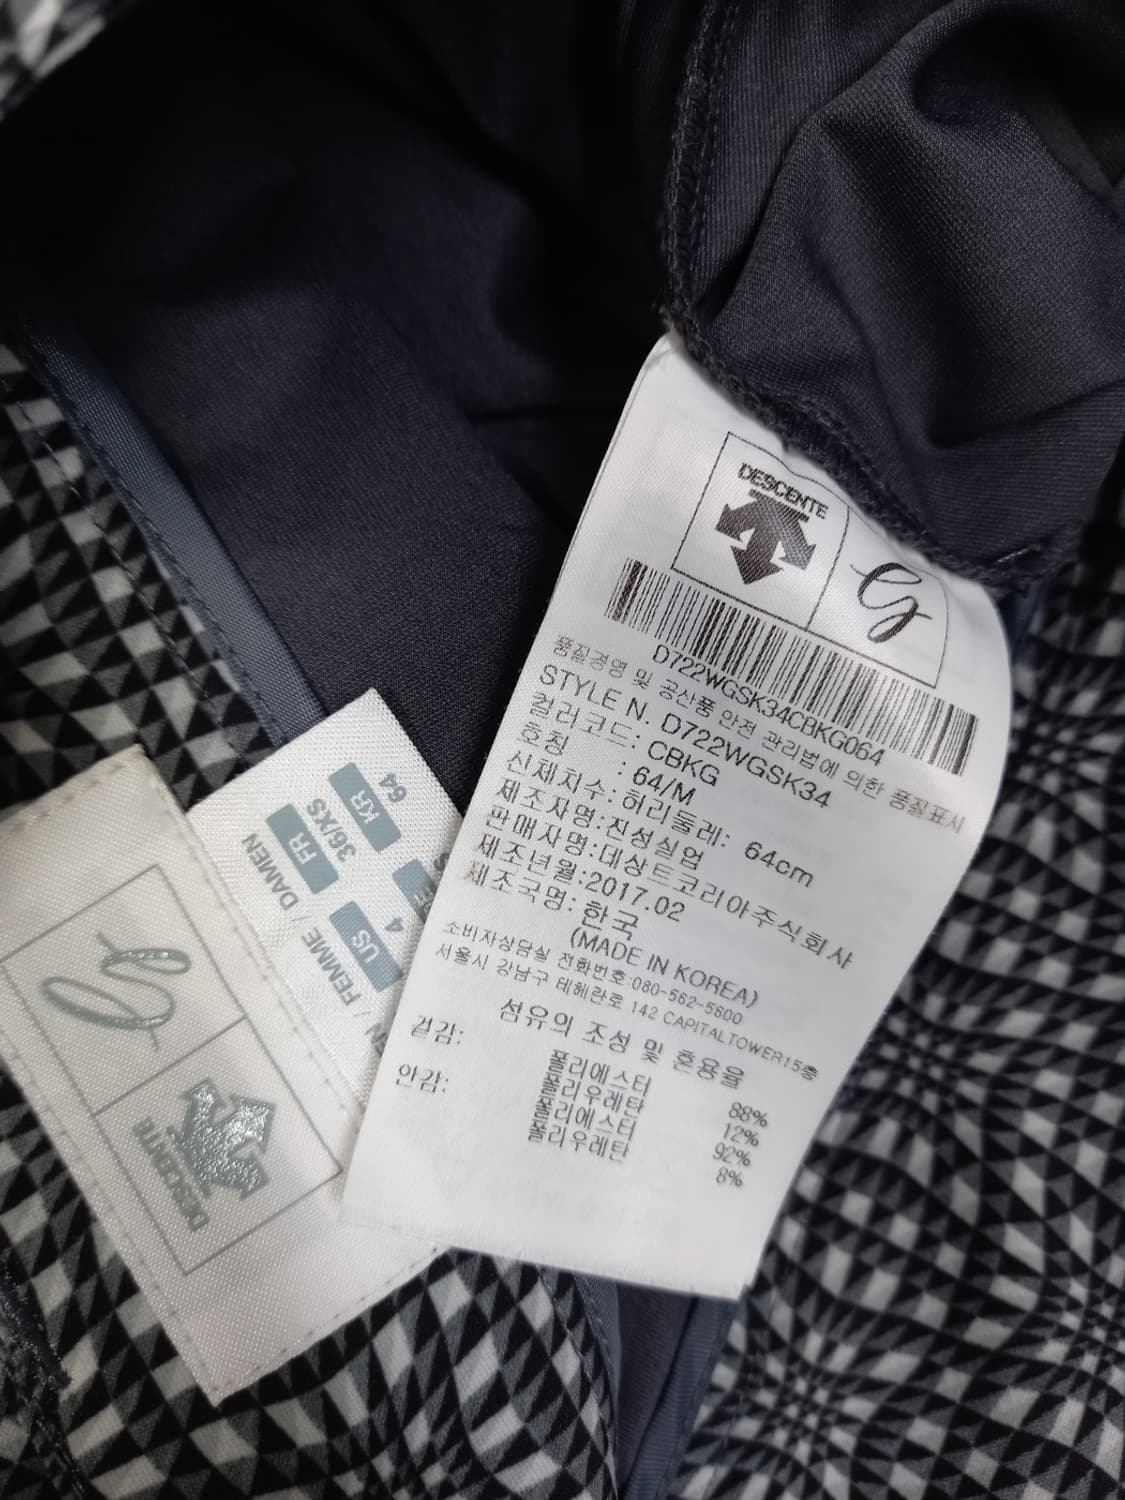 DESCENTE
G
D722WGSK34CBKG064
품질경영 및 공산품 안전 관리법에 의한 품질표시
STYLE N. D722WGSK34
컬러코드: CBKG
호칭 : 64/M
신체치수: 허리둘레: 64cm
제조자명:진성실업
판매자명:데상트코리아주식회사
제조년월:2017.02
제조국명: 한국
(MADE IN KOREA)
소비자상담실 전화번호:080-562-5600
서울시 강남구 테헤란로 142 CAPITALTOWER15층
섬유의 조성 및 혼용율
겉감: 폴리에스터 88%
폴리우레탄 12%
안감: 폴리에스터 92%
폴리우레탄 8%
KR
64
FR
36/XS
US
4
FEMME / DAMEN
G
DESCENTE